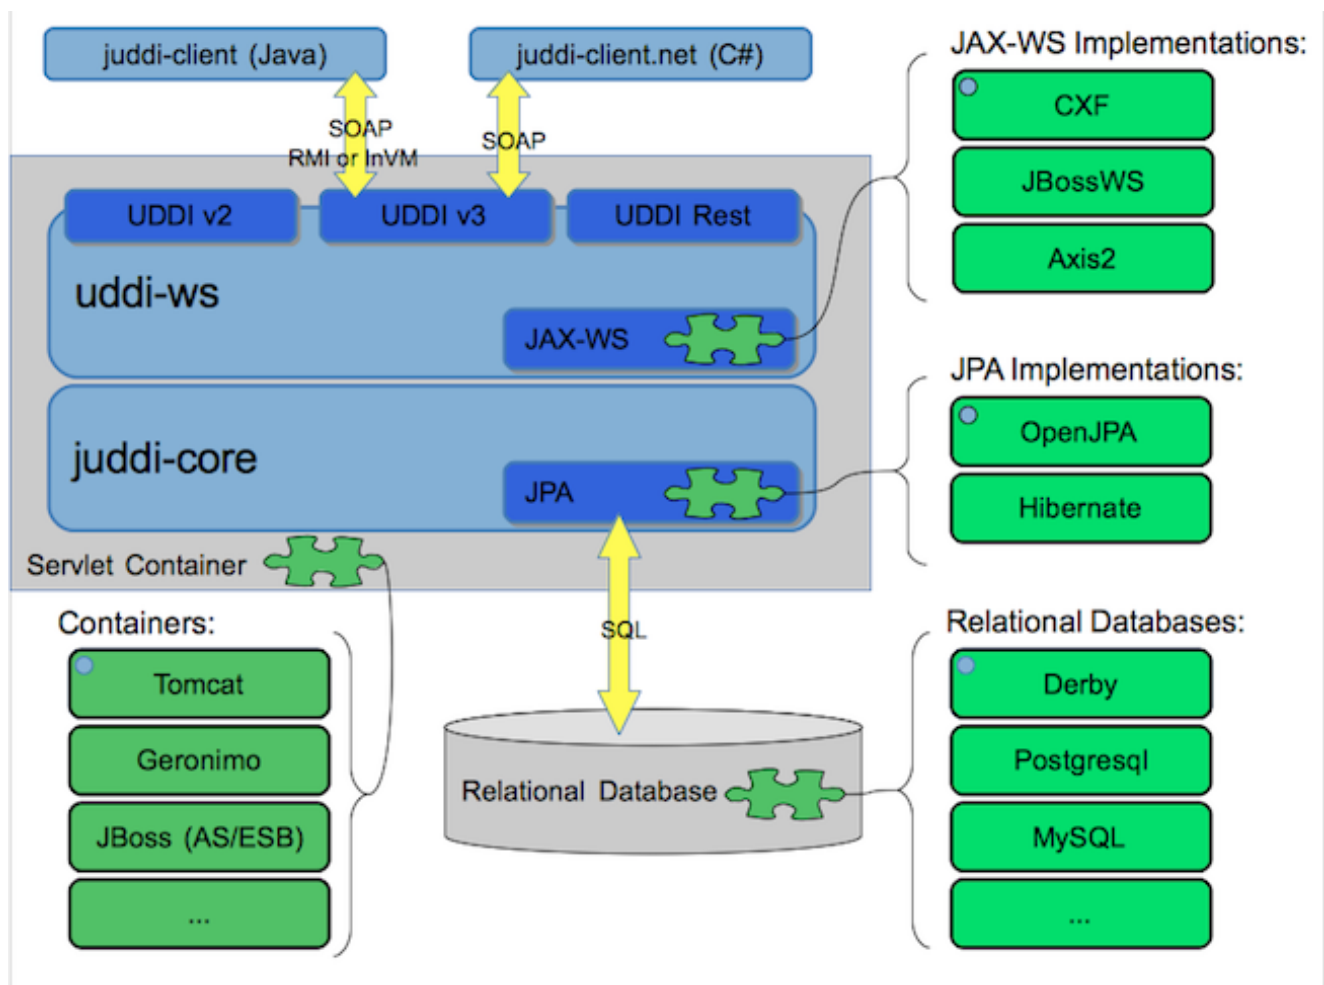 juddi-client (Java)
juddi-client.net (C#)
SOAP
RMI or InVM
SOAP
UDDI v2
UDDI v3
UDDI Rest
uddi-ws
JAX-WS
juddi-core
JPA
Servlet Container
SQL
Relational Database
Containers:
Tomcat
Geronimo
JBoss (AS/ESB)
...
JAX-WS Implementations:
CXF
JBossWS
Axis2
JPA Implementations:
OpenJPA
Hibernate
Relational Databases:
Derby
Postgresql
MySQL
...